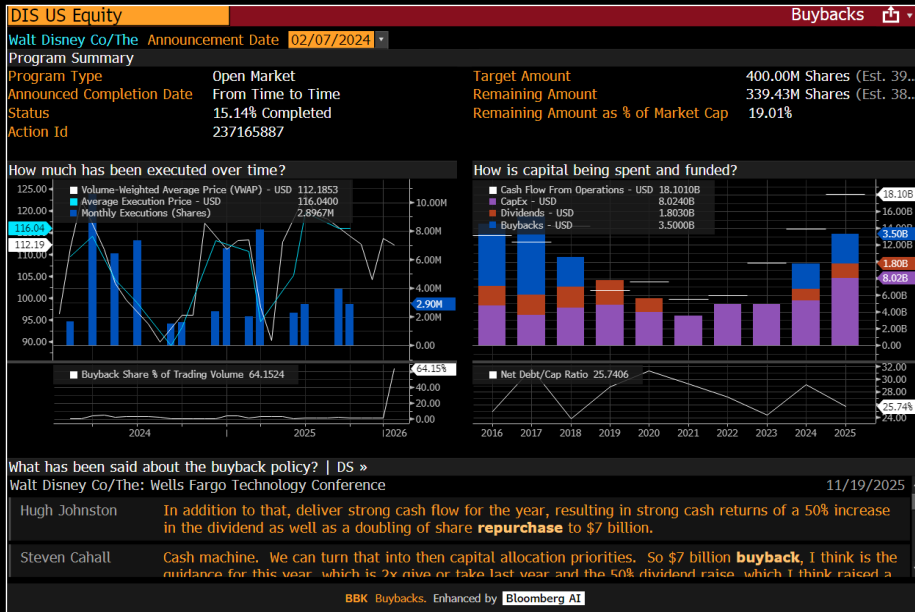 DIS US Equity
Buybacks
Walt Disney Co/The Announcement Date 02/07/2024
Program Summary
Program Type Open Market Target Amount 400.00M Shares (Est. 39...
Announced Completion Date From Time to Time Remaining Amount 339.43M Shares (Est. 38...
Status 15.14% Completed Remaining Amount as % of Market Cap 19.01%
Action Id 237165887
How much has been executed over time?
Volume-Weighted Average Price (VWAP) - USD 112.1853
Average Execution Price - USD 116.0400
Monthly Executions (Shares) 2.8967M
125.00
120.00
116.04
112.19
110.00
105.00
100.00
95.00
90.00
10.00M
8.00M
6.00M
4.00M
2.90M
2.00M
0.00
Buyback Share % of Trading Volume 64.1524
64.15%
40.00
20.00
0.00
2024 2025 2026
How is capital being spent and funded?
Cash Flow From Operations - USD 18.1010B
CapEx - USD 8.0240B
Dividends - USD 1.8030B
Buybacks - USD 3.5000B
18.10B
16.00B
3.50B
12.00B
1.80B
8.02B
6.00B
4.00B
2.00B
0.00
Net Debt/Cap Ratio 25.7406
32.00
30.00
28.00
25.74%
24.00
2016 2017 2018 2019 2020 2021 2022 2023 2024 2025
What has been said about the buyback policy? | DS »
Walt Disney Co/The: Wells Fargo Technology Conference 11/19/2025
Hugh Johnston In addition to that, deliver strong cash flow for the year, resulting in strong cash returns of a 50% increase
in the dividend as well as a doubling of share repurchase to $7 billion.
Steven Cahall Cash machine. We can turn that into then capital allocation priorities. So $7 billion buyback, I think is the
guidance for this year, which is 2x give or take last year and the 50% dividend raise, which I think raised a
BBK Buybacks. Enhanced by Bloomberg AI